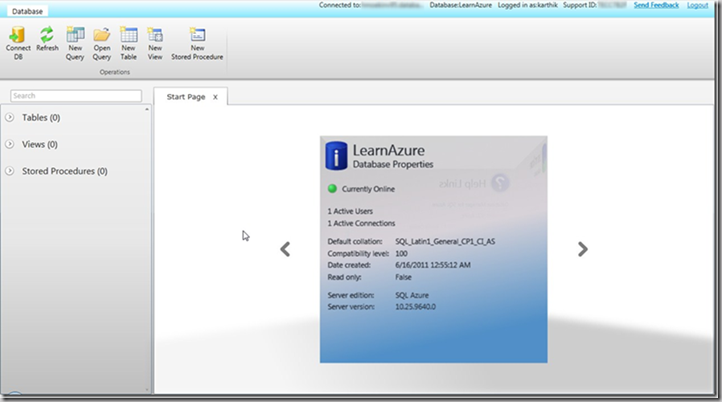 Database
Connected to:
Database:LearnAzure
Logged in as:karthik
Support ID:
Send Feedback
Logout
Connect DB
Refresh
New Query
Open Query
New Table
New View
New Stored Procedure
Operations
Search
Tables (0)
Views (0)
Stored Procedures (0)
Start Page x
LearnAzure
Database Properties
Help Links
Currently Online
1 Active Users
1 Active Connections
Default collation: SQL_Latin1_General_CP1_CI_AS
Compatibility level: 100
Date created: 6/16/2011 12:55:12 AM
Read only: False
Server edition: SQL Azure
Server version: 10.25.9640.0